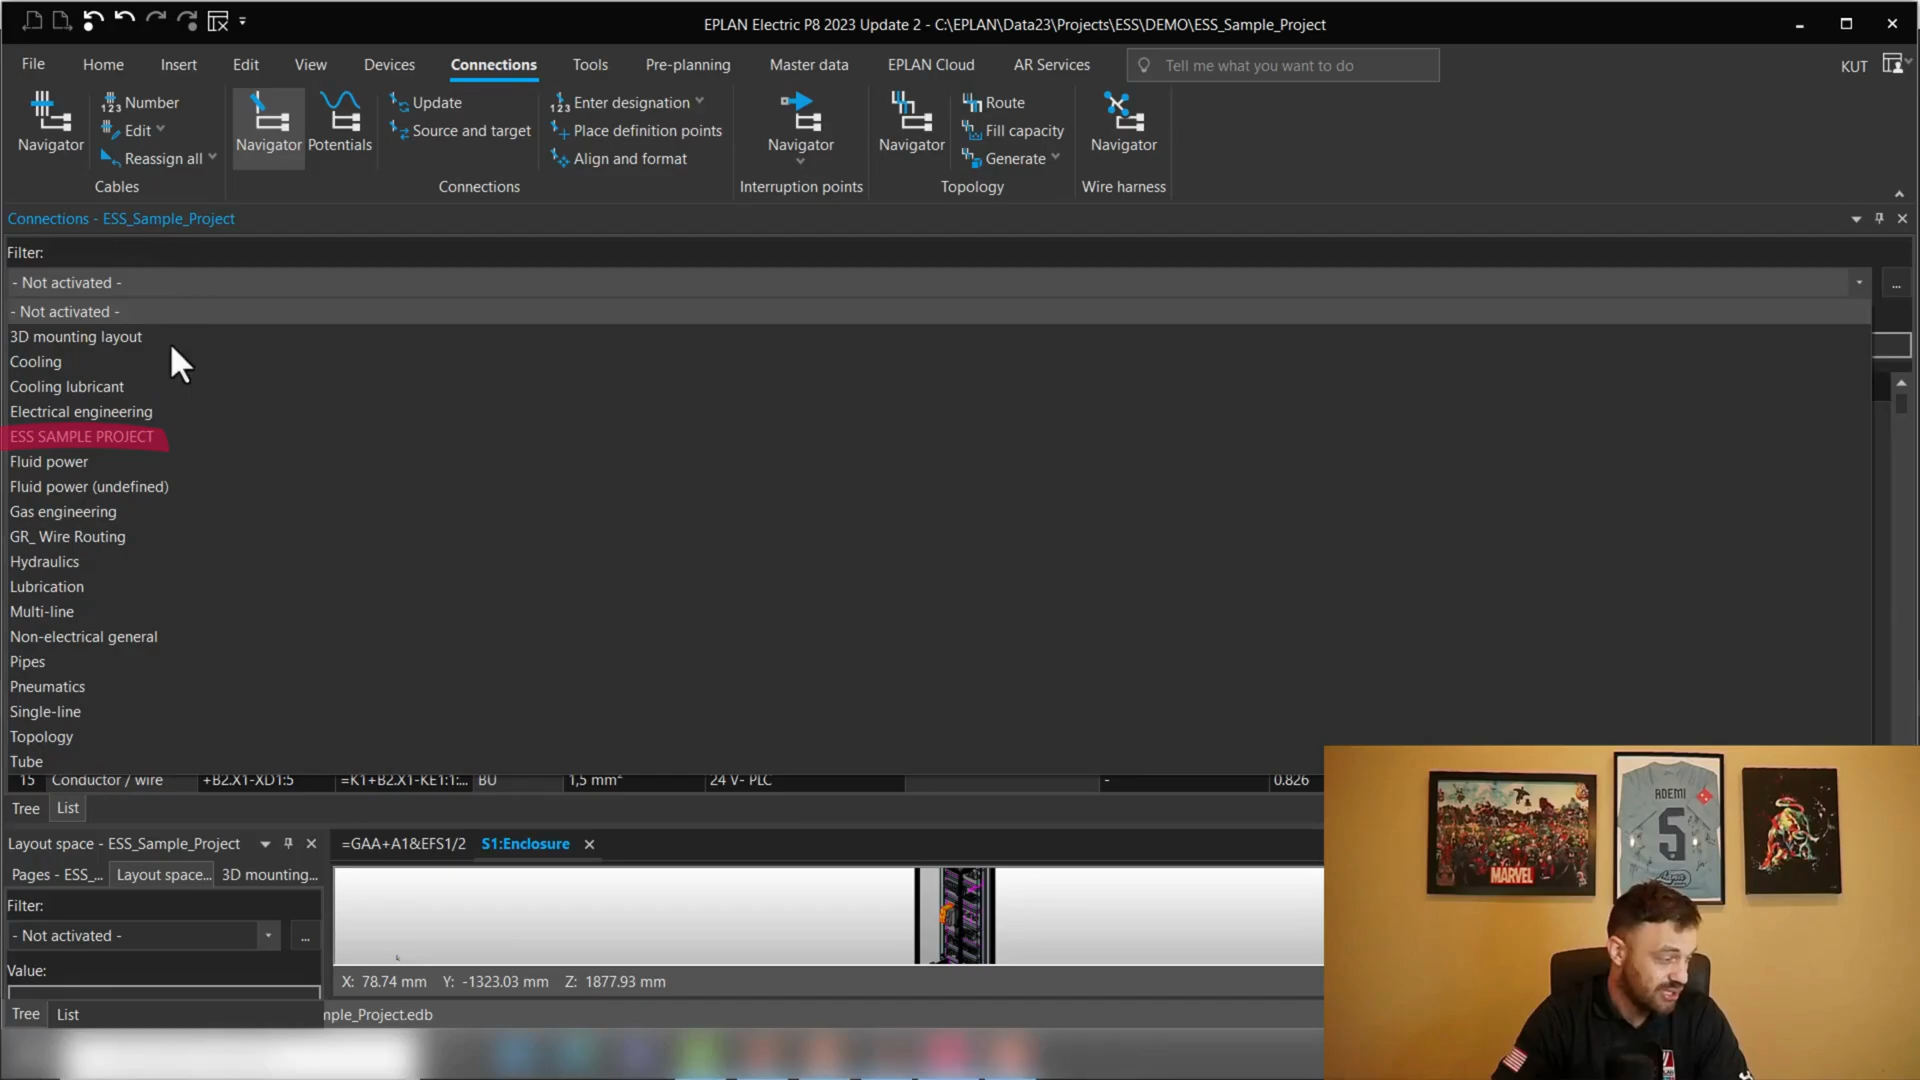 EPLAN Electric P8 2023 Update 2 - C:\EPLAN\Data23\Projects\ESS\DEMO\ESS_Sample_Project
File Home Insert Edit View Devices Connections Tools Pre-planning Master data EPLAN Cloud AR Services Tell me what you want to do KUT
Number Update Enter designation Route
Edit Source and target Place definition points Fill capacity
Navigator Navigator Potentials Navigator Navigator Navigator
Reassign all Align and format Generate
Cables Connections Interruption points Topology Wire harness
Connections - ESS_Sample_Project
Filter:
- Not activated -
- Not activated -
3D mounting layout
Cooling
Cooling lubricant
Electrical engineering
ESS SAMPLE PROJECT
Fluid power
Fluid power (undefined)
Gas engineering
GR_ Wire Routing
Hydraulics
Lubrication
Multi-line
Non-electrical general
Pipes
Pneumatics
Single-line
Topology
Tube
15 Conductor / wire +B2.X1-XD1:5 =K1+B2.X1-KE1:1:... BU 1,5 mm² 24 V- PLC - 0.826
Tree List
Layout space - ESS_Sample_Project =GAA+A1&EFS1/2 S1:Enclosure
Pages - ESS_... Layout space... 3D mounting...
Filter:
- Not activated - ...
Value:
X: 78.74 mm Y: -1323.03 mm Z: 1877.93 mm
Tree List mple_Project.edb
MARVEL
ADEMI
5